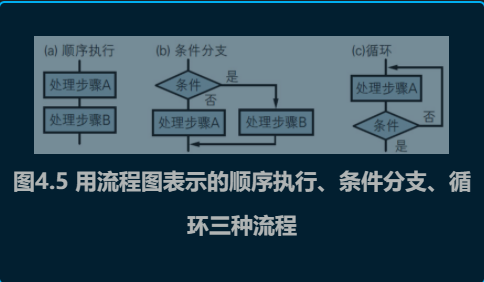 (a) 顺序执行 (b) 条件分支 (c)循环
条件 是
处理步骤A 处理步骤A
否
处理步骤B 处理步骤A 处理步骤B 条件 否
是
图4.5 用流程图表示的顺序执行、条件分支、循
环三种流程